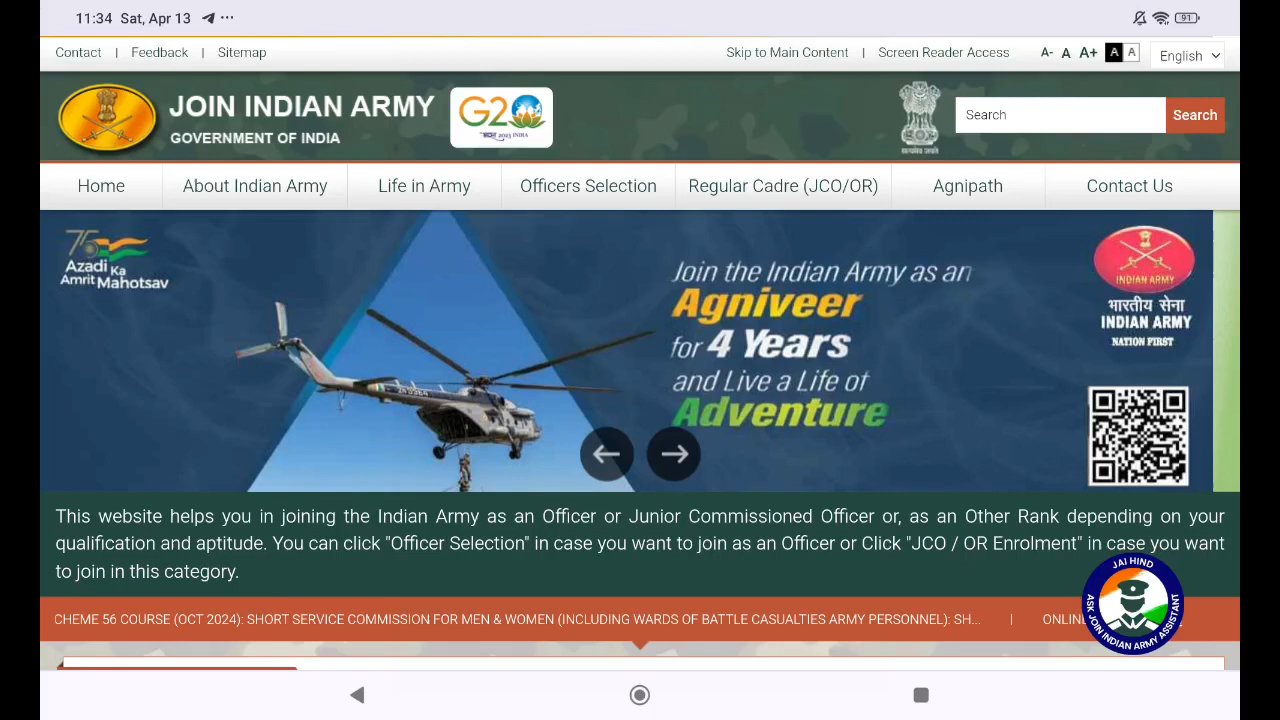 11:34 Sat, Apr 13
91
Contact | Feedback | Sitemap
Skip to Main Content | Screen Reader Access
A- A A+ A A
English
JOIN INDIAN ARMY
GOVERNMENT OF INDIA
G20
सत्यमेव जयते
Search
Search
Home
About Indian Army
Life in Army
Officers Selection
Regular Cadre (JCO/OR)
Agnipath
Contact Us
75
Azadi Ka
Amrit Mahotsav
Join the Indian Army as an
Agniveer
for 4 Years
and Live a Life of
Adventure
INDIAN ARMY
भारतीय सेना
INDIAN ARMY
NATION FIRST
This website helps you in joining the Indian Army as an Officer or Junior Commissioned Officer or, as an Other Rank depending on your
qualification and aptitude. You can click "Officer Selection" in case you want to join as an Officer or Click "JCO / OR Enrolment" in case you want
to join in this category.
CHEME 56 COURSE (OCT 2024): SHORT SERVICE COMMISSION FOR MEN & WOMEN (INCLUDING WARDS OF BATTLE CASUALTIES ARMY PERSONNEL): SH... | ONLINE
JAI HIND
ASK JOIN INDIAN ARMY ASSISTANT